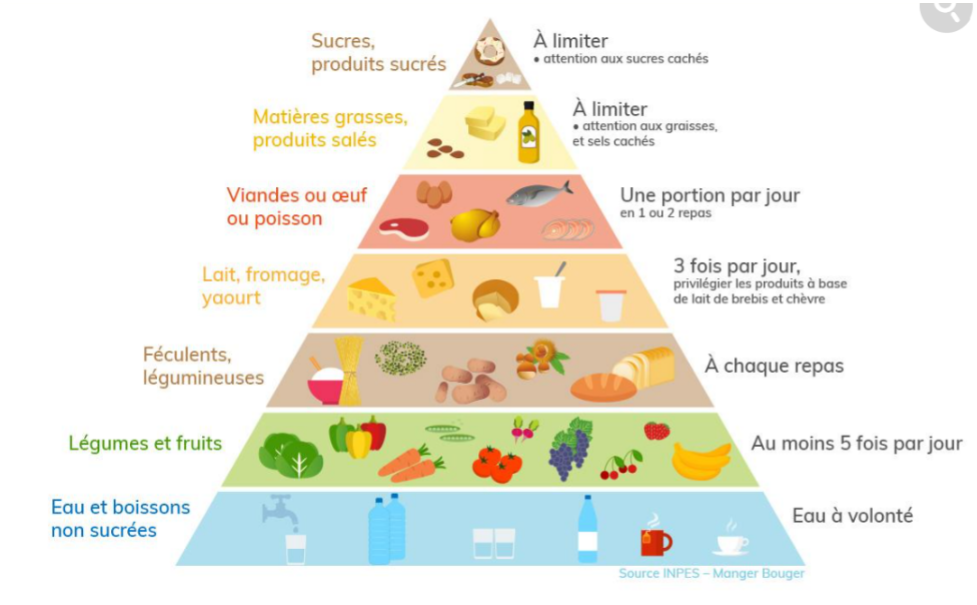 Sucres,
produits sucrés
À limiter
• attention aux sucres cachés
Matières grasses,
produits salés
À limiter
• attention aux graisses,
et sels cachés
Viandes ou œuf
ou poisson
Une portion par jour
en 1 ou 2 repas
Lait, fromage,
yaourt
3 fois par jour,
privilégier les produits à base
de lait de brebis et chèvre
Féculents,
légumineuses
À chaque repas
Légumes et fruits
Au moins 5 fois par jour
Eau et boissons
non sucrées
Eau à volonté
Source INPES – Manger Bouger